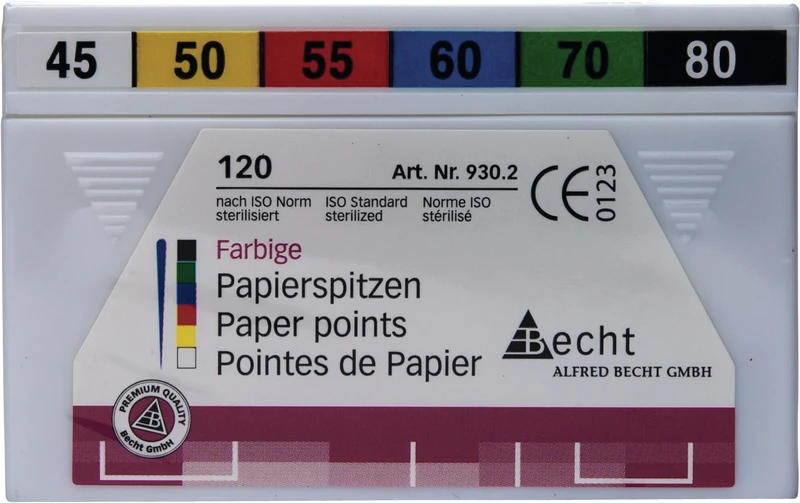 45 50 55 60 70 80
120 Art. Nr. 930.2
nach ISO Norm ISO Standard Norme ISO
sterilisiert sterilized stérilisé
CE 0123
Farbige
Papierspitzen
Paper points
Pointes de Papier
Becht
ALFRED BECHT GMBH
PREMIUM QUALITY
B
Becht GmbH